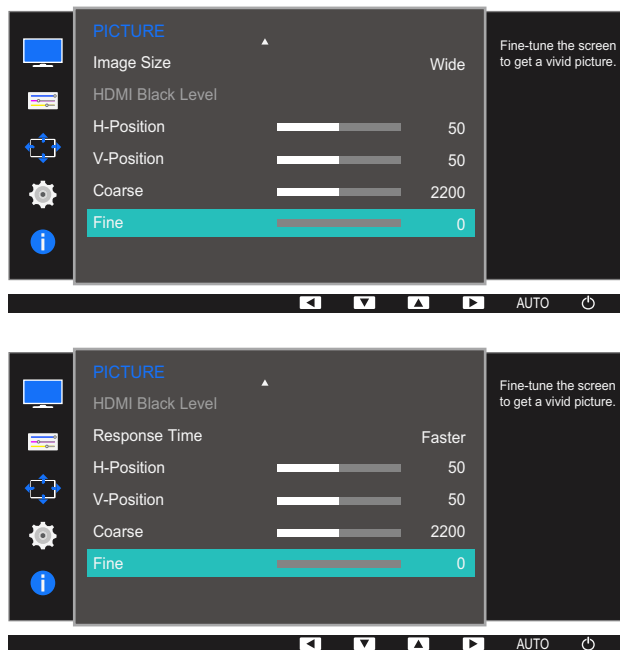 PICTURE
Image Size Wide
HDMI Black Level
H-Position 50
V-Position 50
Coarse 2200
Fine 0
Fine-tune the screen
to get a vivid picture.
AUTO
PICTURE
HDMI Black Level
Response Time Faster
H-Position 50
V-Position 50
Coarse 2200
Fine 0
Fine-tune the screen
to get a vivid picture.
AUTO